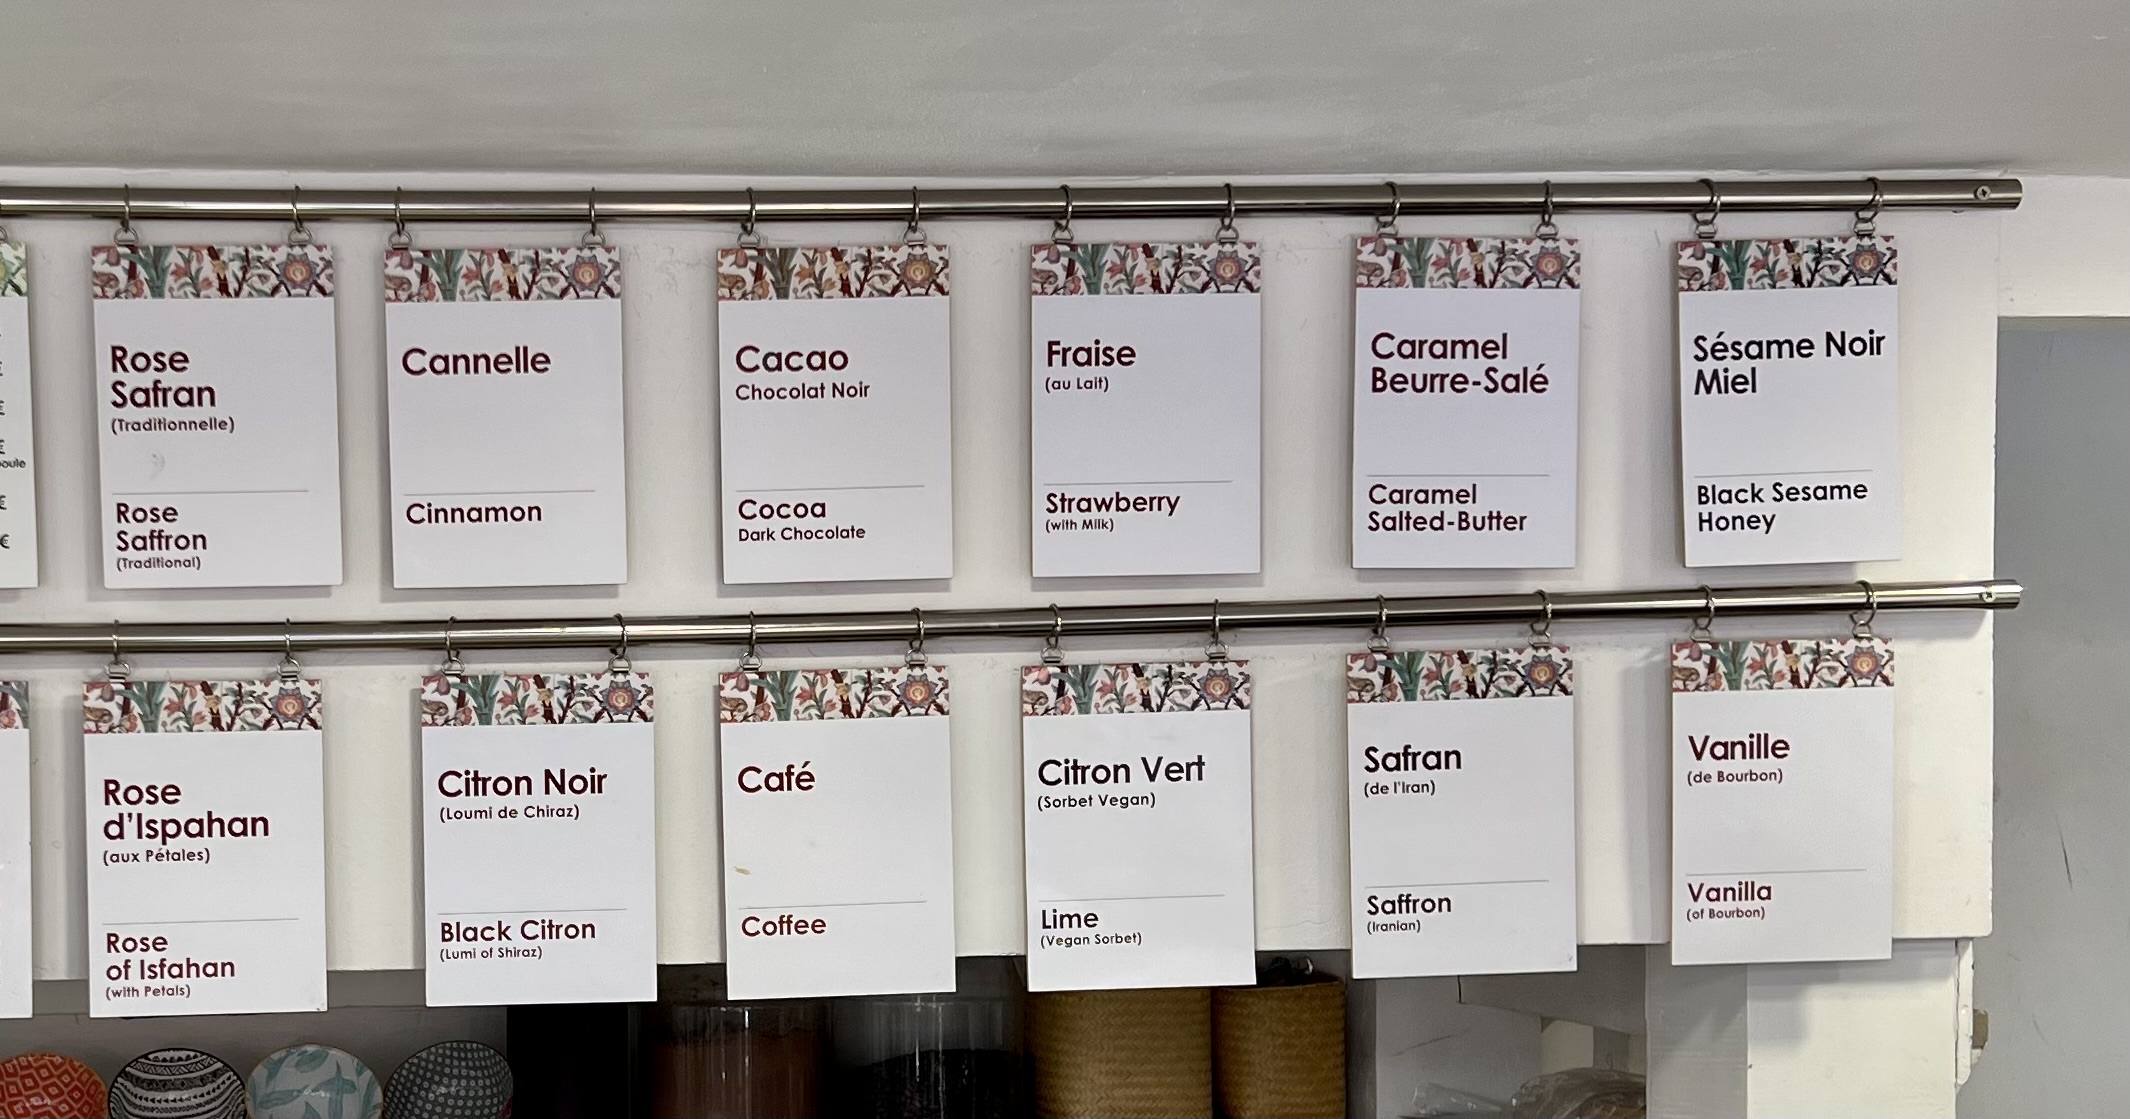 €
€
€
oule
€
€
Rose
Safran
(Traditionnelle)
Rose
Saffron
(Traditional)
Cannelle
Cinnamon
Cacao
Chocolat Noir
Cocoa
Dark Chocolate
Fraise
(au Lait)
Strawberry
(with Milk)
Caramel
Beurre-Salé
Caramel
Salted-Butter
Sésame Noir
Miel
Black Sesame
Honey
Rose
d'Ispahan
(aux Pétales)
Rose
of Isfahan
(with Petals)
Citron Noir
(Loumi de Chiraz)
Black Citron
(Lumi of Shiraz)
Café
Coffee
Citron Vert
(Sorbet Vegan)
Lime
(Vegan Sorbet)
Safran
(de l'Iran)
Saffron
(Iranian)
Vanille
(de Bourbon)
Vanilla
(of Bourbon)